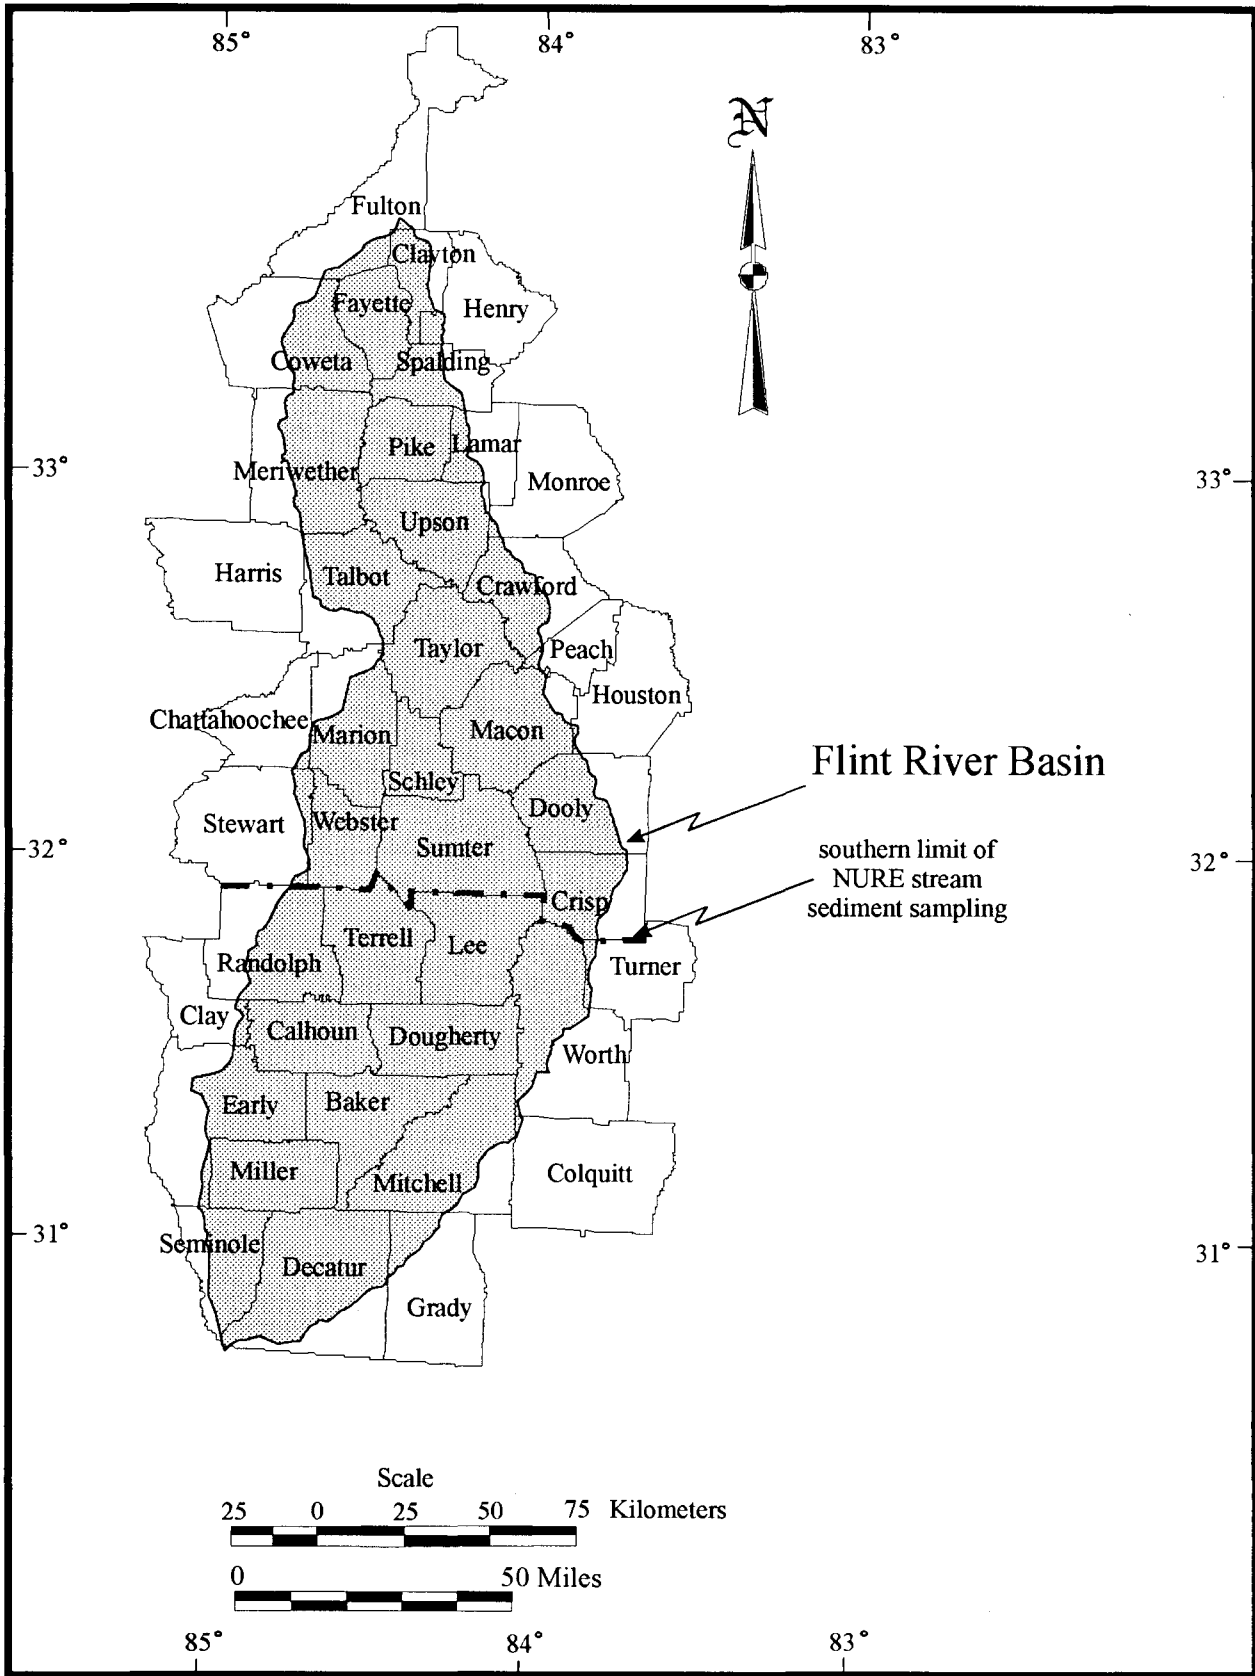 85° 84° 83°
N
Fulton
Clayton
Fayette
Henry
Coweta Spalding
Pike Lamar
33° Meriwether Monroe 33°
Upson
Harris Talbot Crawford
Taylor Peach
Houston
Chattahoochee Marion Macon
Flint River Basin
Schley
Dooly
Stewart Webster
Sumter
32° southern limit of 32°
NURE stream
sediment sampling
Crisp
Terrell Lee
Randolph Turner
Clay Calhoun Dougherty
Worth
Early Baker
Miller Mitchell Colquitt
31° Seminole 31°
Decatur
Grady
Scale
25 0 25 50 75 Kilometers
0 50 Miles
85° 84° 83°